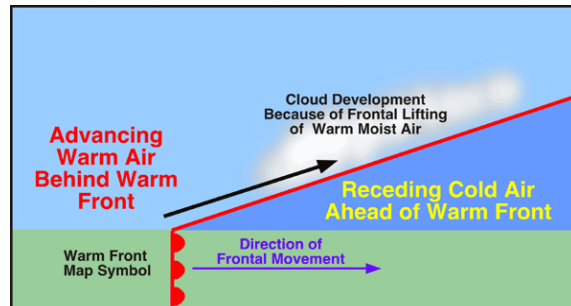 Cloud Development
Because of Frontal Lifting
of Warm Moist Air
Advancing
Warm Air
Behind Warm
Front
Receding Cold Air
Ahead of Warm Front
Warm Front
Map Symbol
Direction of
Frontal Movement